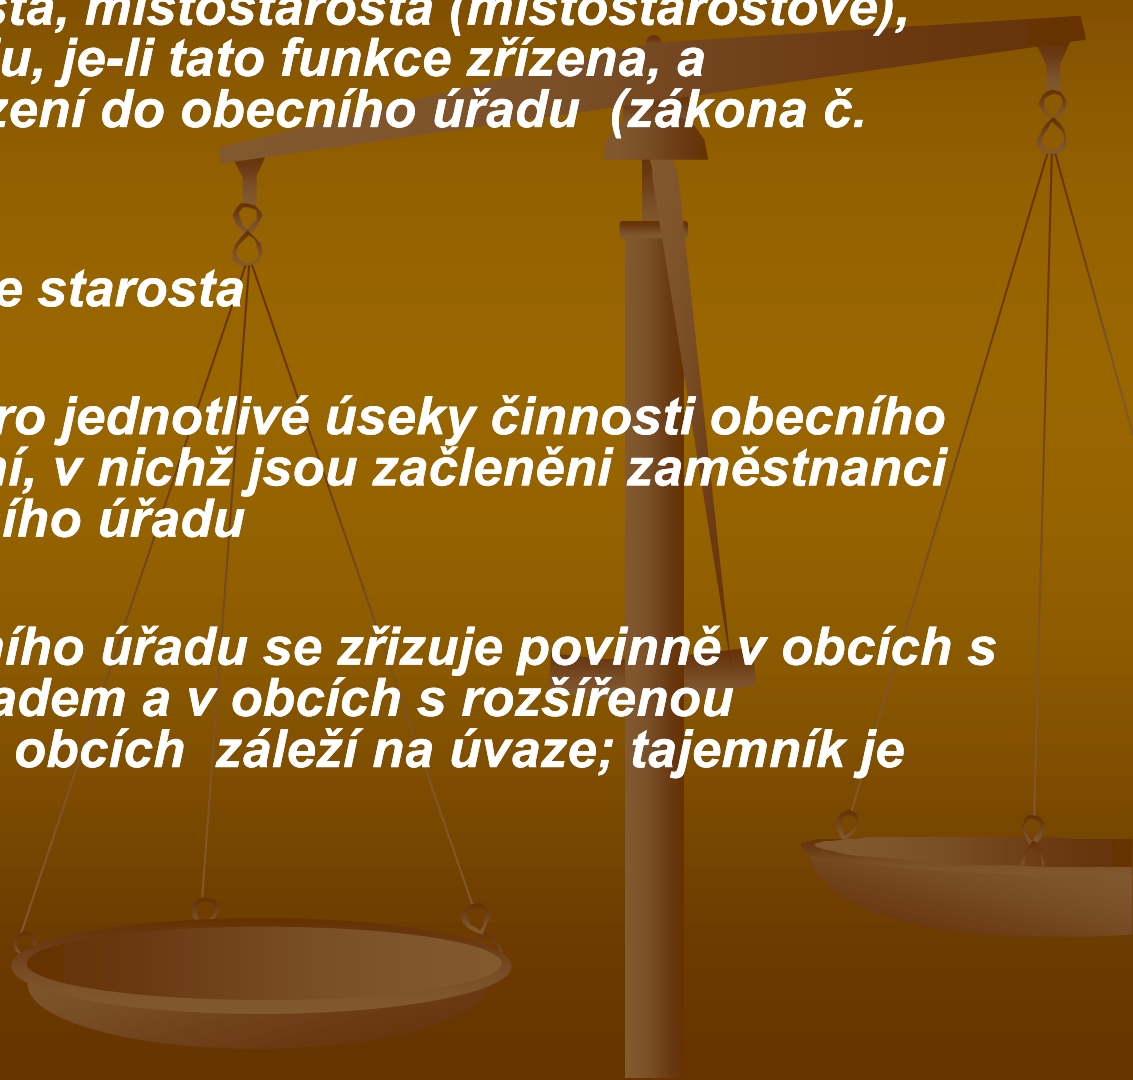 sta, místostarosta (místostarostové),
u, je-li tato funkce zřízena, a
zení do obecního úřadu (zákona č.
e starosta
ro jednotlivé úseky činnosti obecního
ní, v nichž jsou začleněni zaměstnanci
ího úřadu
ního úřadu se zřizuje povinně v obcích s
adem a v obcích s rozšířenou
obcích záleží na úvaze; tajemník je